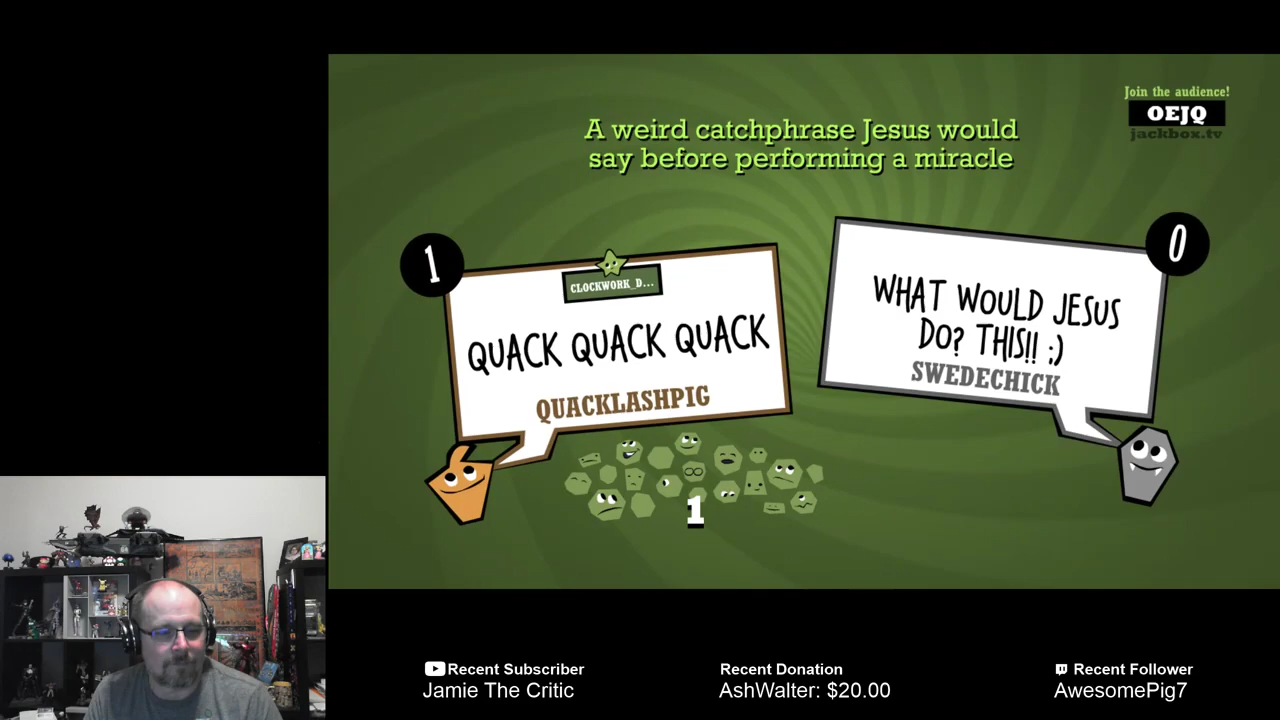 Join the audience!
OEJQ
jackbox.tv
A weird catchphrase Jesus would
say before performing a miracle
1
0
CLOCKWORK_D...
QUACK QUACK QUACK
QUACKLASHPIG
WHAT WOULD JESUS
DO? THIS!! ;)
SWEDECHICK
1
Recent Subscriber
Jamie The Critic
Recent Donation
AshWalter: $20.00
Recent Follower
AwesomePig7